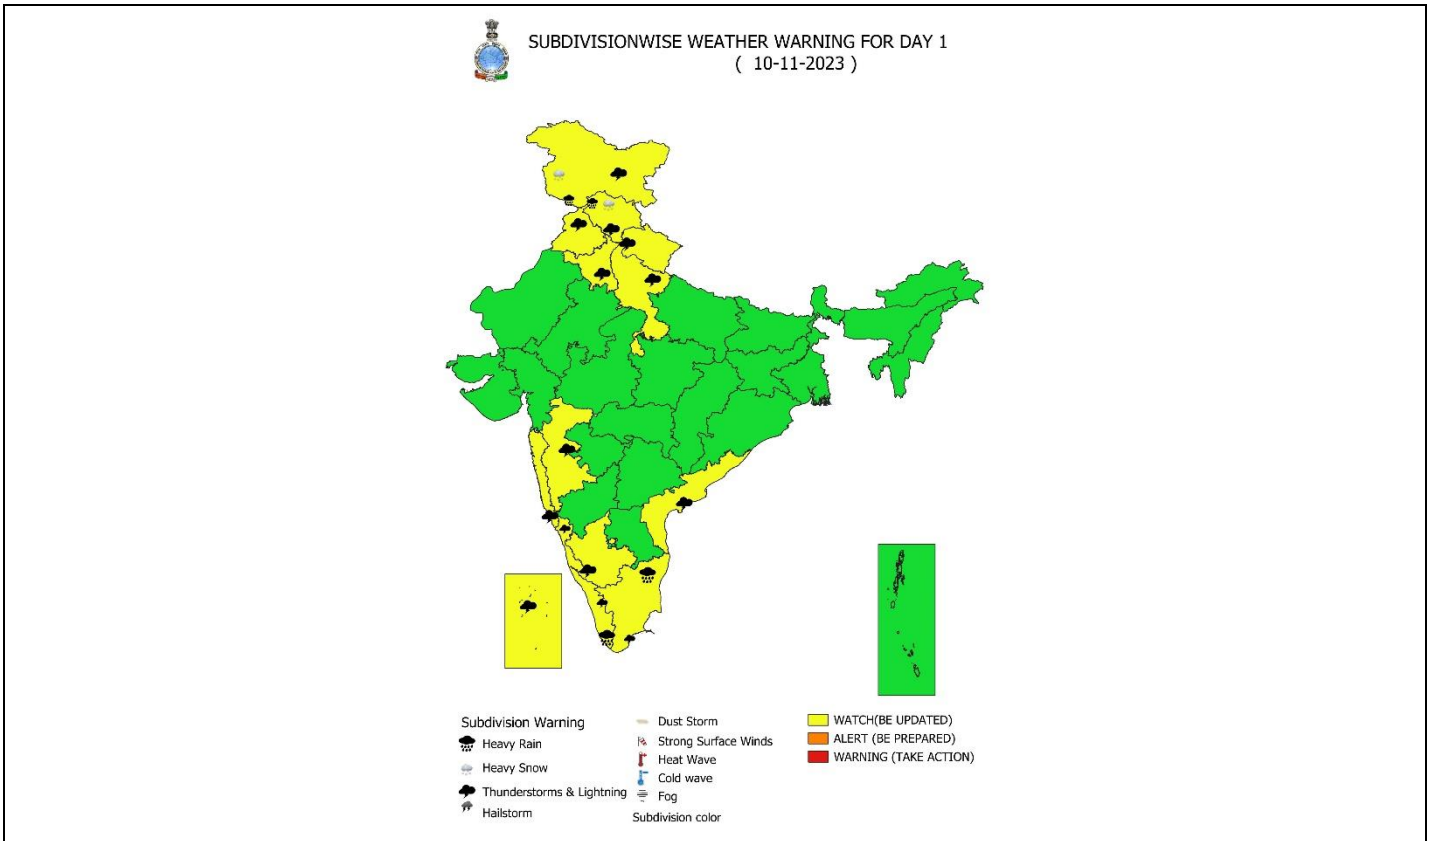 SUBDIVISIONWISE WEATHER WARNING FOR DAY 1
( 10-11-2023 )
Subdivision Warning
Heavy Rain
Heavy Snow
Thunderstorms & Lightning
Hailstorm
Dust Storm
Strong Surface Winds
Heat Wave
Cold wave
Fog
Subdivision color
WATCH(BE UPDATED)
ALERT (BE PREPARED)
WARNING (TAKE ACTION)